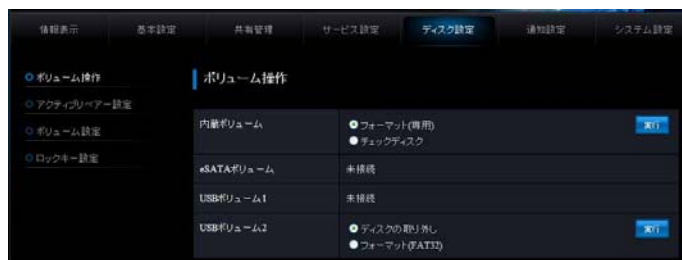 情報表示 基本設定 共有管理 サービス設定 ディスク設定 通知設定 システム設定
ボリューム操作
アクティブリペアー設定
ボリューム設定
ロックキー設定
ボリューム操作
内蔵ボリューム
フォーマット(専用)
チェックディスク
実行
eSATAボリューム 未接続
USBボリューム1 未接続
USBボリューム2
ディスクの取り外し
フォーマット(FAT32)
実行